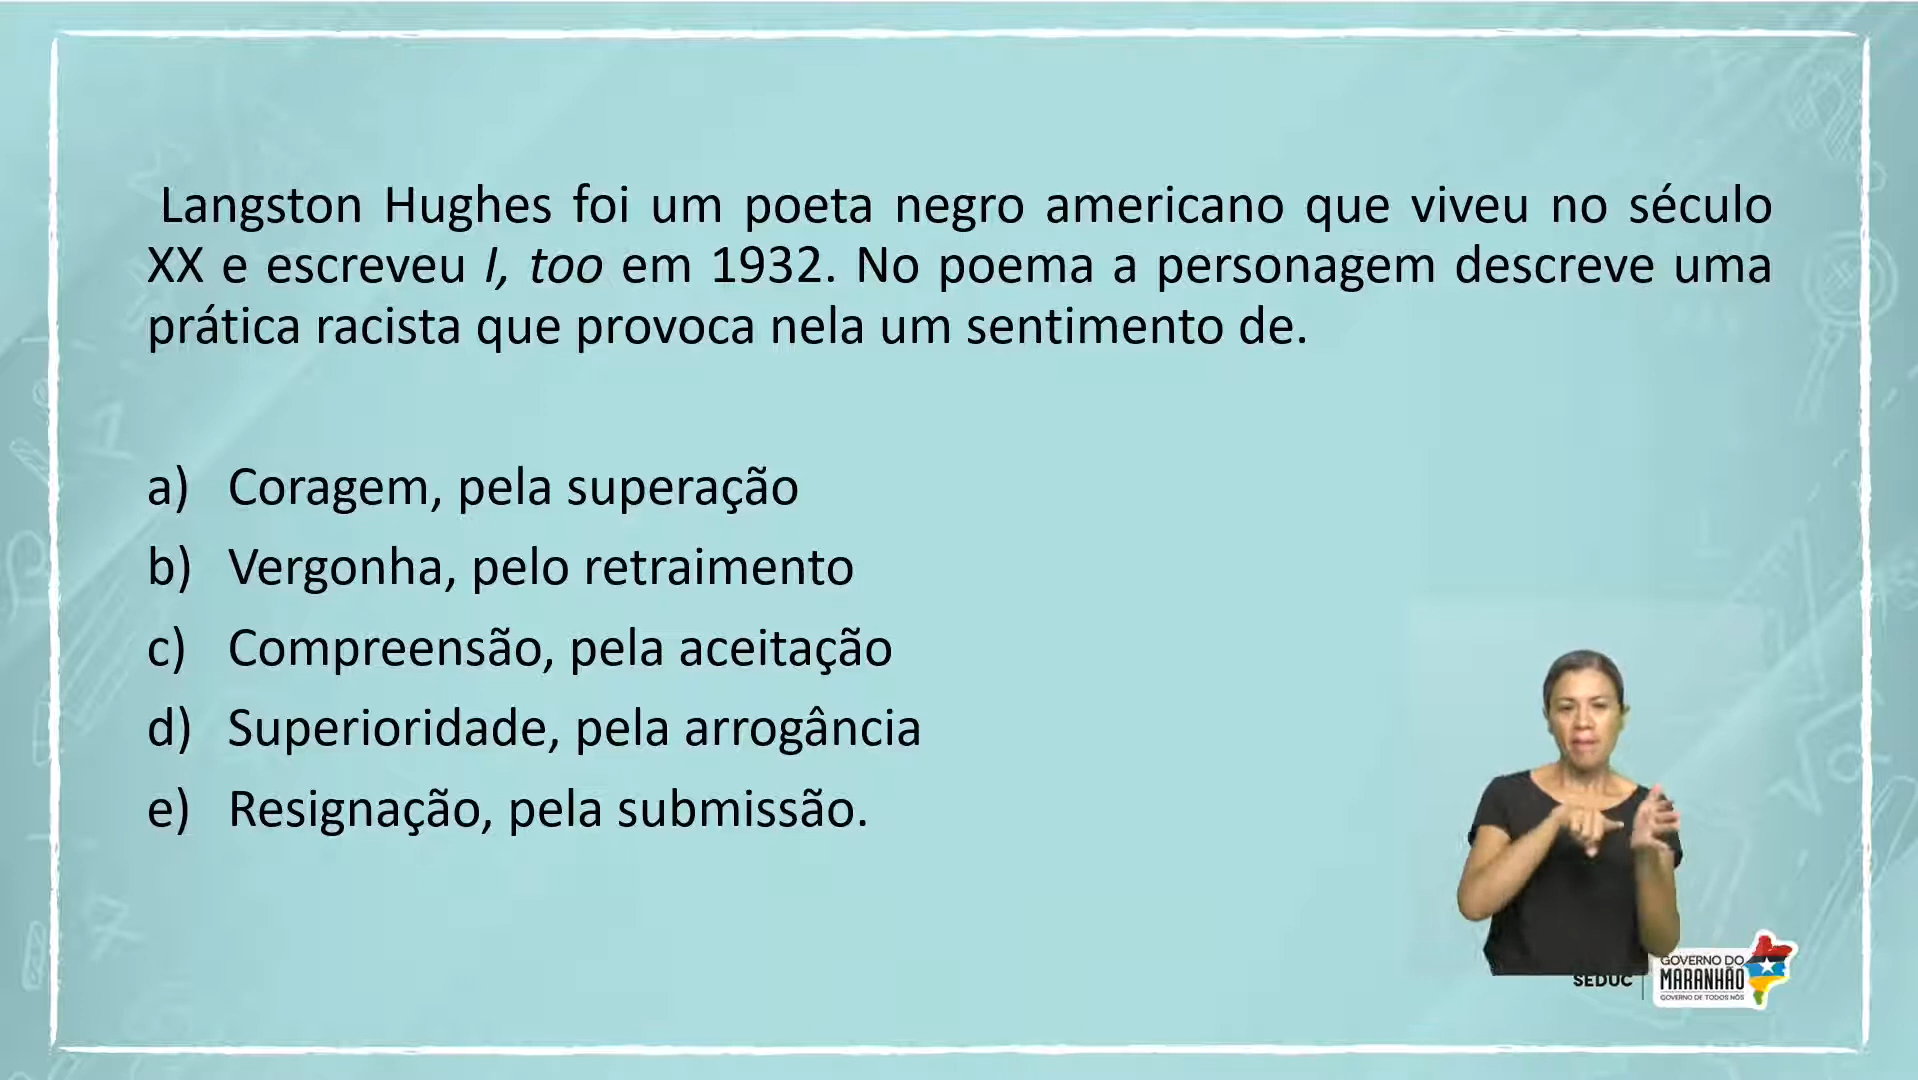 Langston Hughes foi um poeta negro americano que viveu no século
XX e escreveu I, too em 1932. No poema a personagem descreve uma
prática racista que provoca nela um sentimento de.
a) Coragem, pela superação
b) Vergonha, pelo retraimento
c) Compreensão, pela aceitação
d) Superioridade, pela arrogância
e) Resignação, pela submissão.
SEDUC
GOVERNO DO
MARANHÃO
GOVERNO DE TODOS NÓS